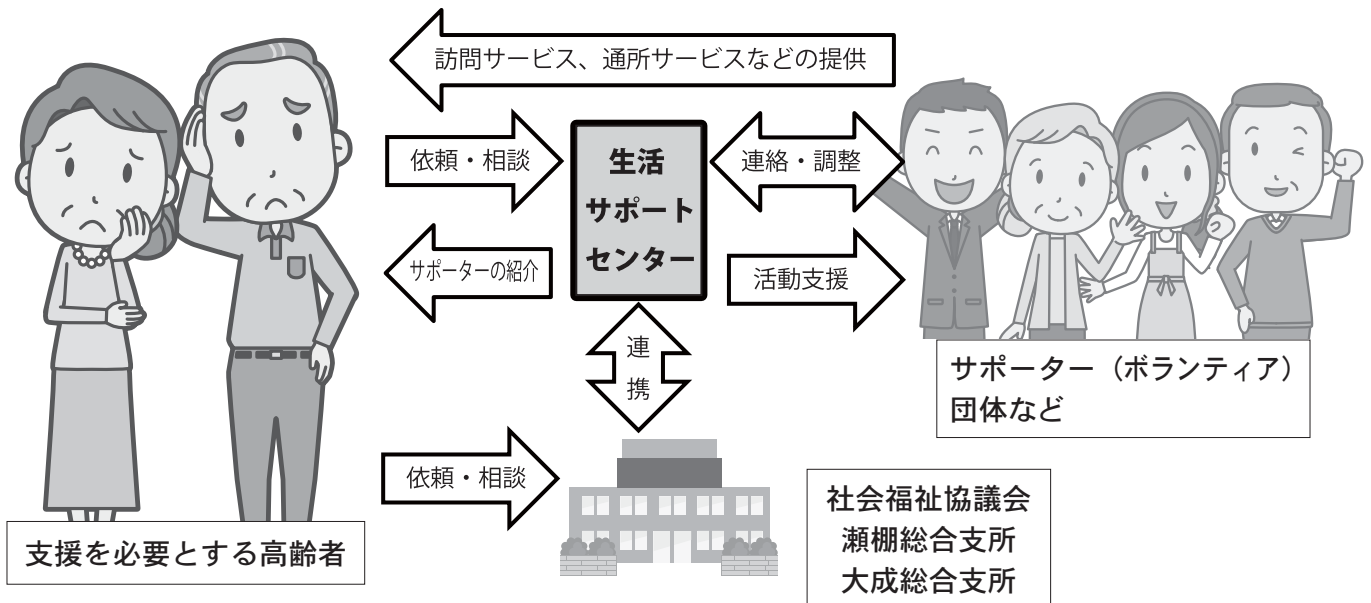 訪問サービス、通所サービスなどの提供
依頼・相談
生活
サポート
センター
連絡・調整
サポーターの紹介
活動支援
連
携
サポーター（ボランティア）
団体など
依頼・相談
社会福祉協議会
瀬棚総合支所
大成総合支所
支援を必要とする高齢者